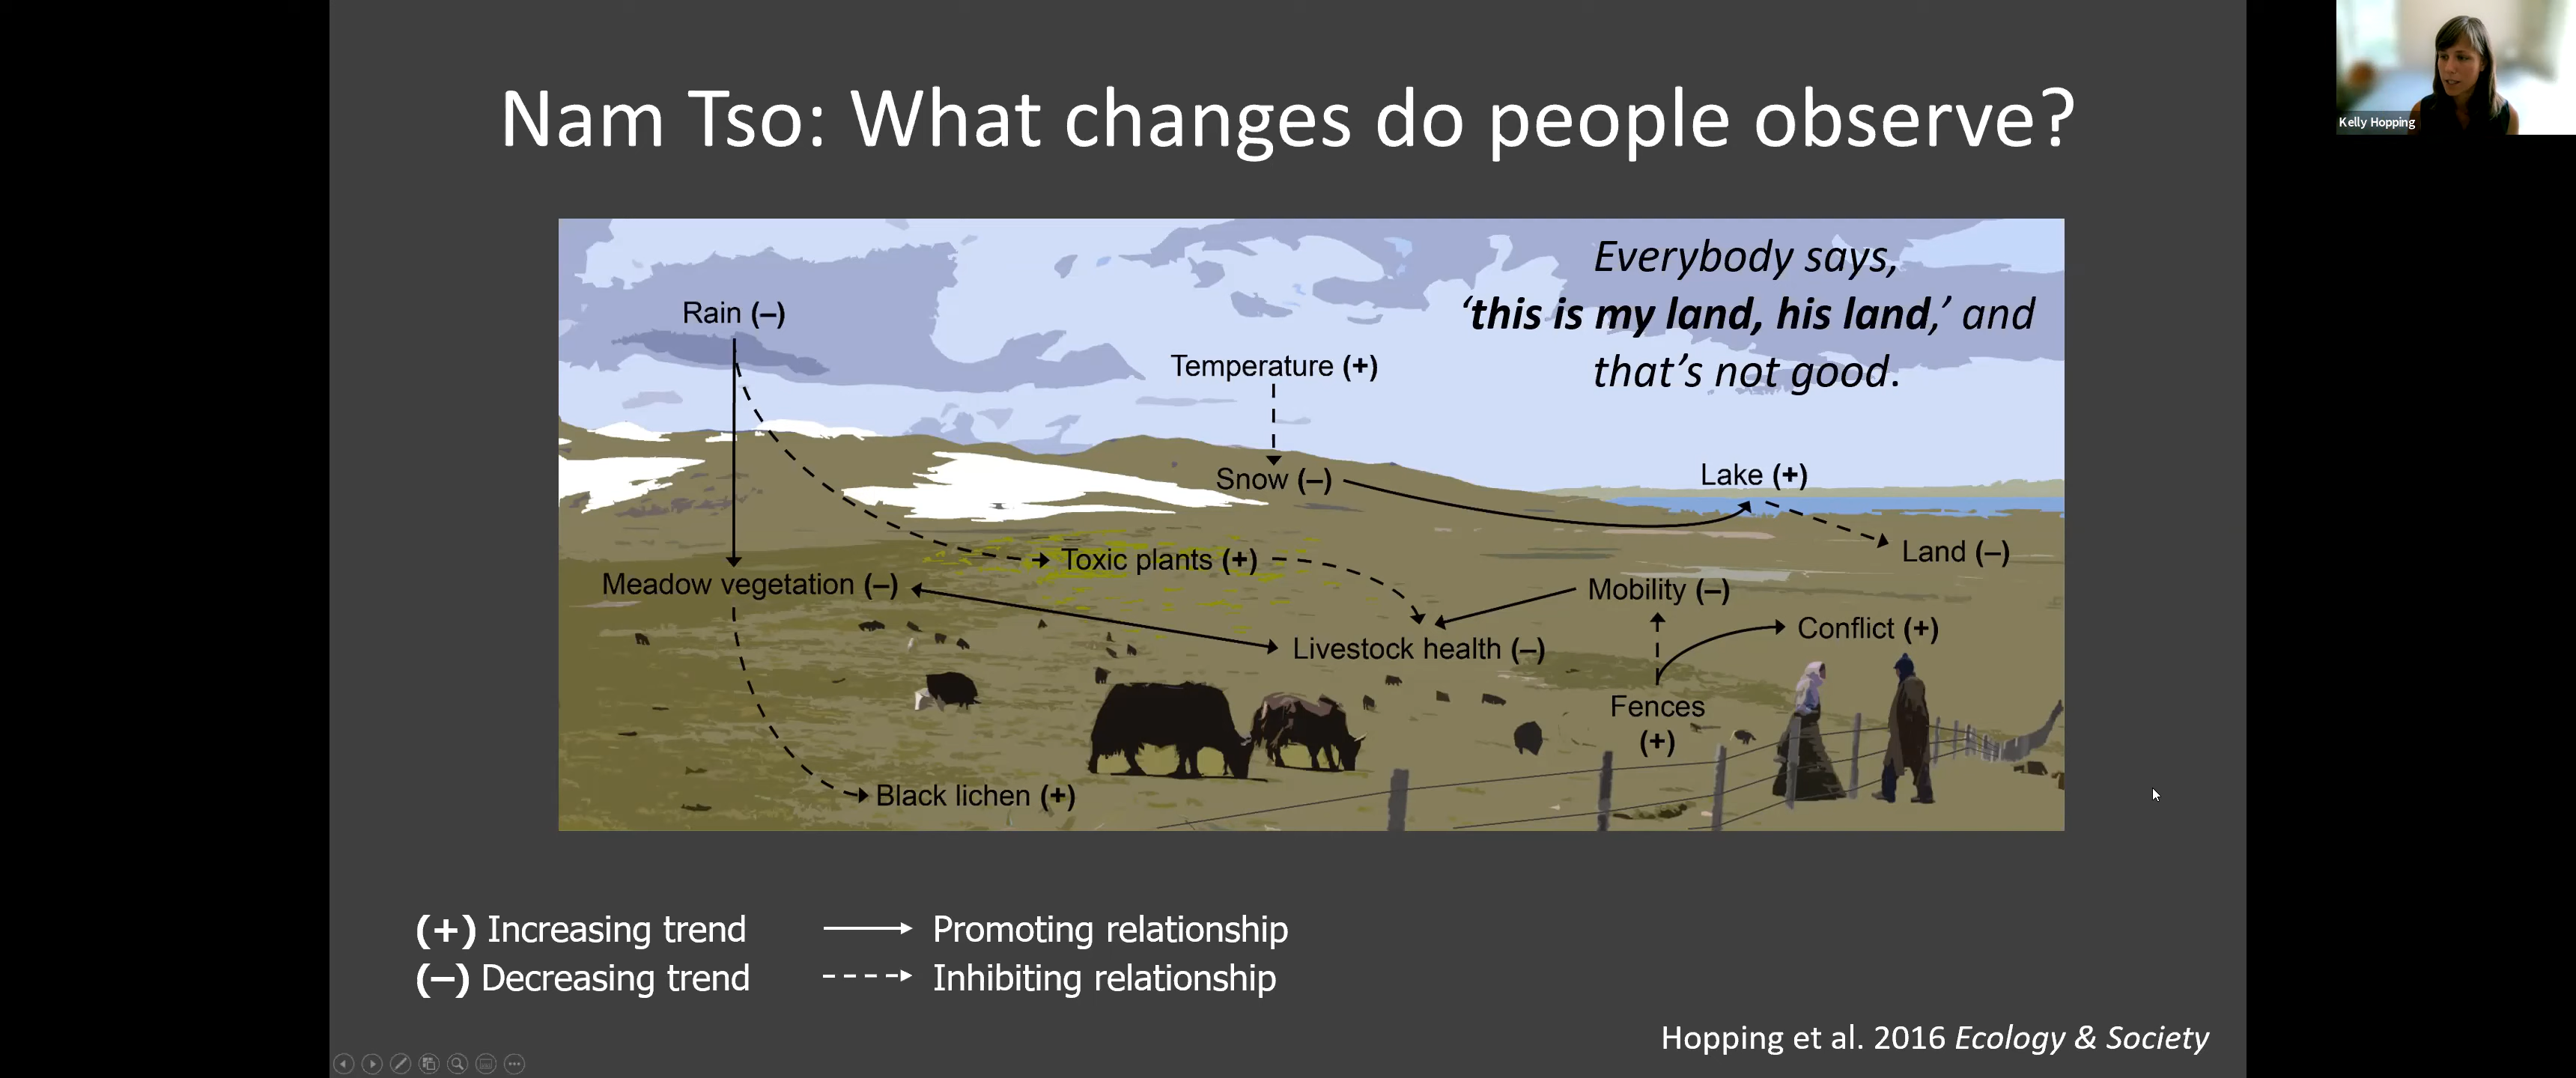 Nam Tso: What changes do people observe?
Kelly Hopping
Everybody says,
‘this is my land, his land,’ and
that’s not good.
Rain (–)
Temperature (+)
Snow (–)
Lake (+)
Land (–)
Toxic plants (+)
Meadow vegetation (–)
Mobility (–)
Conflict (+)
Livestock health (–)
Fences
(+)
Black lichen (+)
(+) Increasing trend
Promoting relationship
(–) Decreasing trend
Inhibiting relationship
Hopping et al. 2016 Ecology & Society